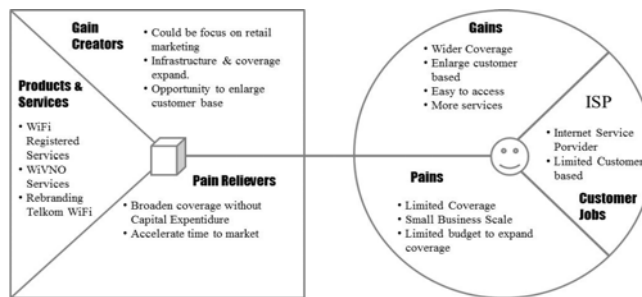 Gain
Creators
• Could be focus on retail
marketing
• Infrastructure & coverage
expand.
• Opportunity to enlarge
customer base
Products &
Services
• WiFi
Registered
Services
• WiVNO
Services
• Rebranding
Telkom WiFi
Pain Relievers
• Broaden coverage without
Capital Expentidure
• Accelerate time to market
Gains
• Wider Coverage
• Enlarge customer
based
• Easy to access
• More services
ISP
• Internet Service
Porvider
• Limited Customer
based
Customer
Jobs
Pains
• Limited Coverage
• Small Business Scale
• Limited budget to expand
coverage